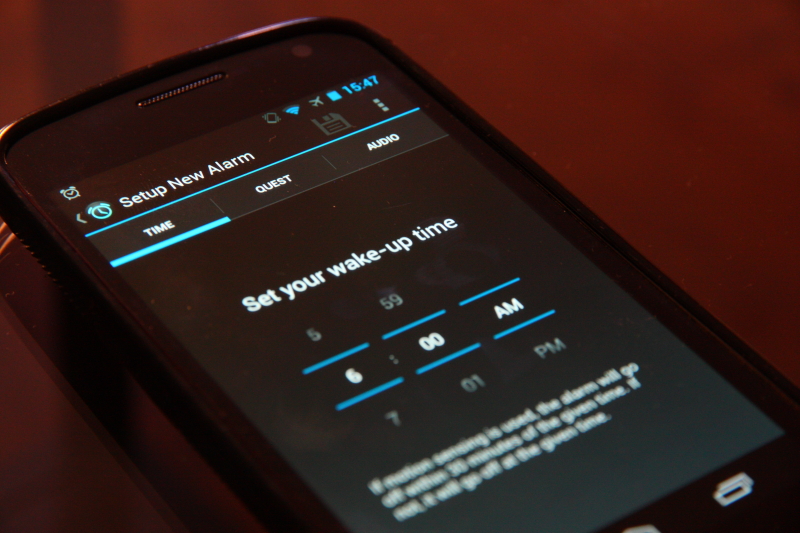 15:47
Setup New Alarm
TIME QUEST AUDIO
Set your wake-up time
5 59
6 : 00 AM
7 01 PM
If motion sensing is used, the alarm will go
off within 30 minutes of the given time. If
not, it will go off at the given time.